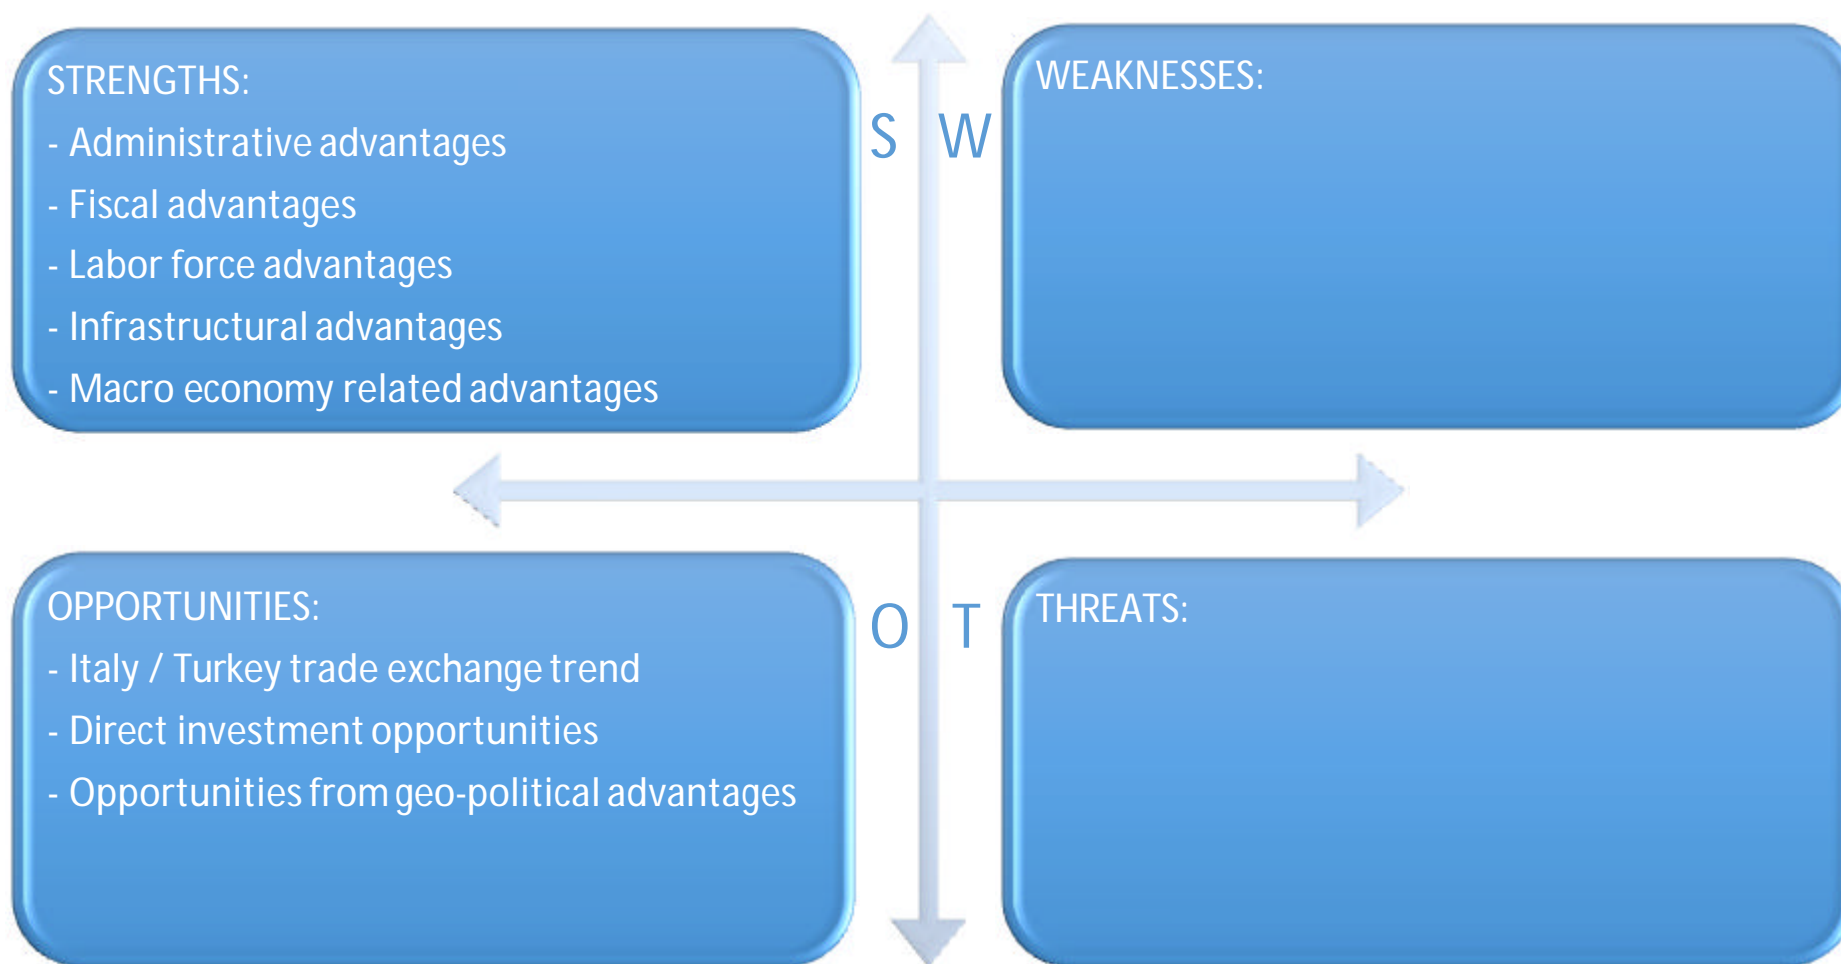 STRENGTHS:
- Administrative advantages
- Fiscal advantages
- Labor force advantages
- Infrastructural advantages
- Macro economy related advantages
S W
WEAKNESSES:
OPPORTUNITIES:
- Italy / Turkey trade exchange trend
- Direct investment opportunities
- Opportunities from geo-political advantages
O T
THREATS: